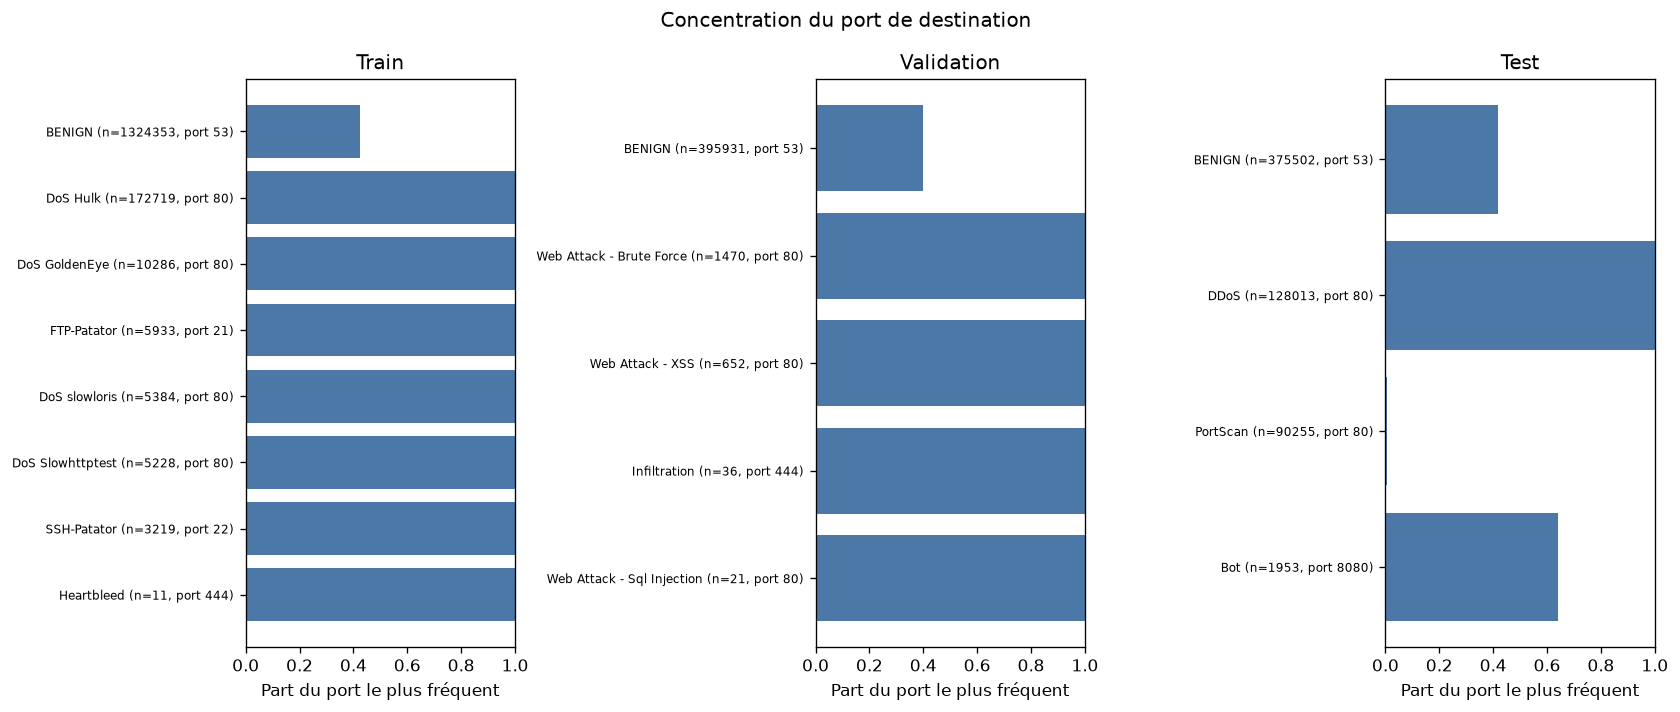 Concentration du port de destination
Train
BENIGN (n=1324353, port 53)
DoS Hulk (n=172719, port 80)
DoS GoldenEye (n=10286, port 80)
FTP-Patator (n=5933, port 21)
DoS slowloris (n=5384, port 80)
DoS Slowhttptest (n=5228, port 80)
SSH-Patator (n=3219, port 22)
Heartbleed (n=11, port 444)
0.0 0.2 0.4 0.6 0.8 1.0
Part du port le plus fréquent
Validation
BENIGN (n=395931, port 53)
Web Attack - Brute Force (n=1470, port 80)
Web Attack - XSS (n=652, port 80)
Infiltration (n=36, port 444)
Web Attack - Sql Injection (n=21, port 80)
0.0 0.2 0.4 0.6 0.8 1.0
Part du port le plus fréquent
Test
BENIGN (n=375502, port 53)
DDoS (n=128013, port 80)
PortScan (n=90255, port 80)
Bot (n=1953, port 8080)
0.0 0.2 0.4 0.6 0.8 1.0
Part du port le plus fréquent